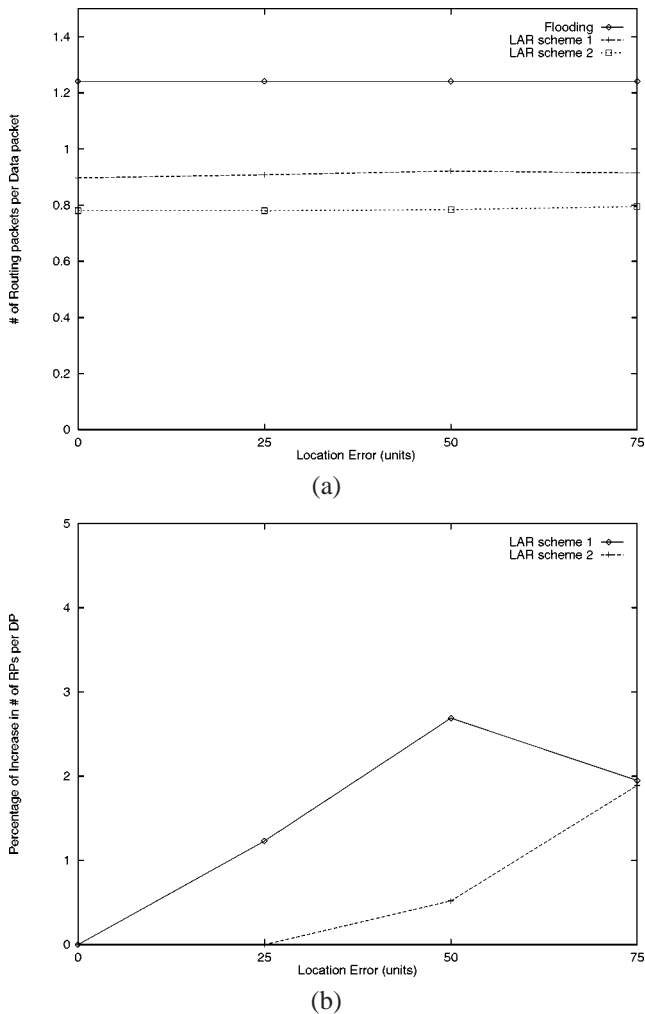 1.4
1.2
1
0.8
0.6
0.4
0.2
0
# of Routing packets per Data packet
Flooding
LAR scheme 1
LAR scheme 2
0 25 50 75
Location Error (units)
(a)
5
4
3
2
1
0
Percentage of Increase in # of RPs per DP
LAR scheme 1
LAR scheme 2
0 25 50 75
Location Error (units)
(b)